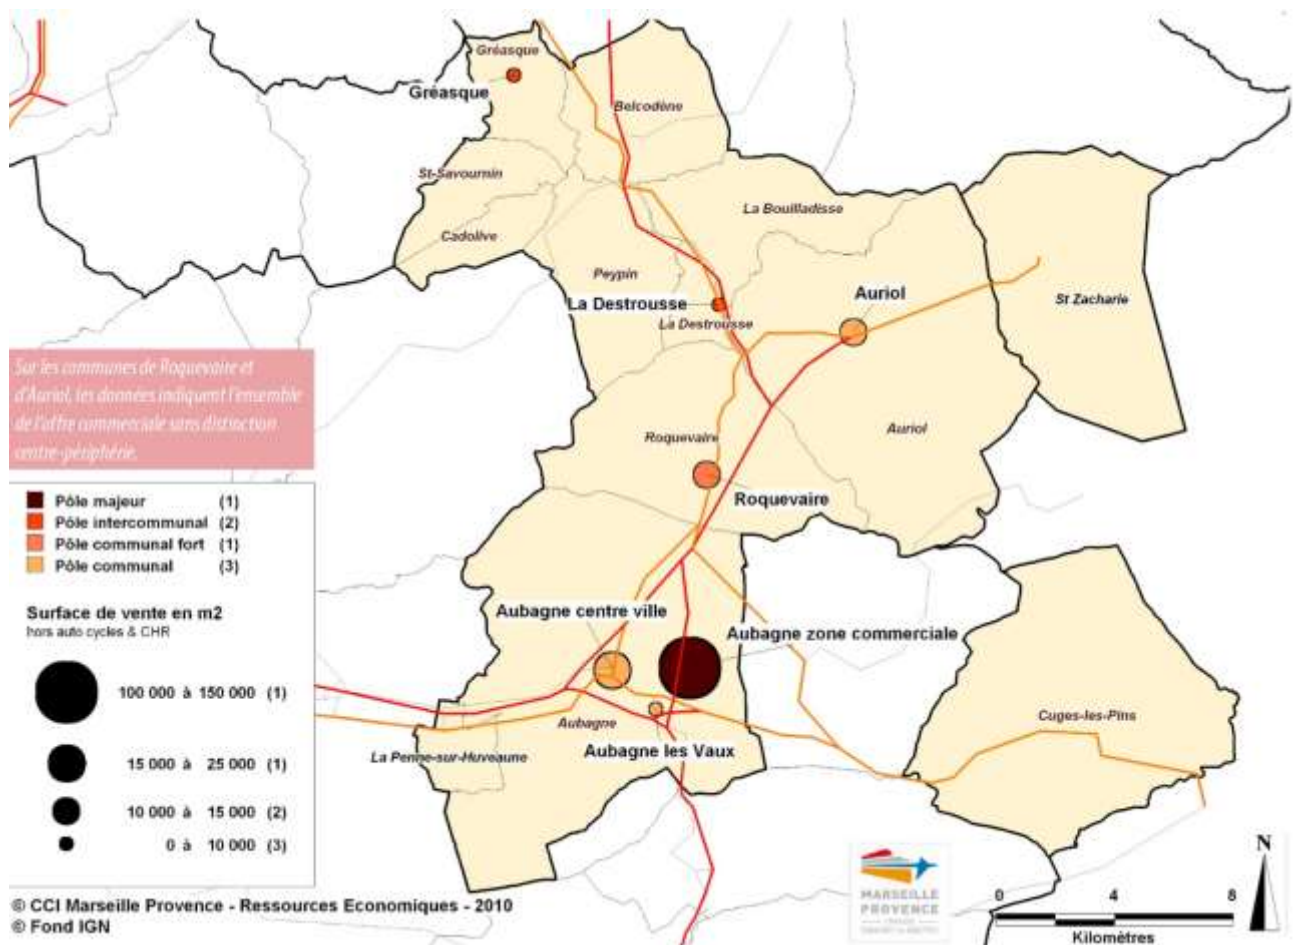 Gréasque
Gréasque
Belcodène
St-Savournin
La Bouilladisse
Cadolive
Peypin
Auriol
St Zacharie
La Destrousse
La Destrousse
Sur les communes de Roquevaire et
d'Auriol, les données indiquent l'ensemble
de l'offre commerciale sans distinction
centre-périphérie.
Roquevaire
Auriol
Roquevaire
Pôle majeur (1)
Pôle intercommunal (2)
Pôle communal fort (1)
Pôle communal (3)
Surface de vente en m2
hors auto cycles & CHR
100 000 à 150 000 (1)
15 000 à 25 000 (1)
10 000 à 15 000 (2)
0 à 10 000 (3)
Aubagne centre ville
Aubagne zone commerciale
Aubagne
Cuges-les-Pins
Aubagne les Vaux
La Penne-sur-Huveaune
MARSEILLE
PROVENCE
N
0 4 8
Kilomètres
© CCI Marseille Provence - Ressources Economiques - 2010
© Fond IGN